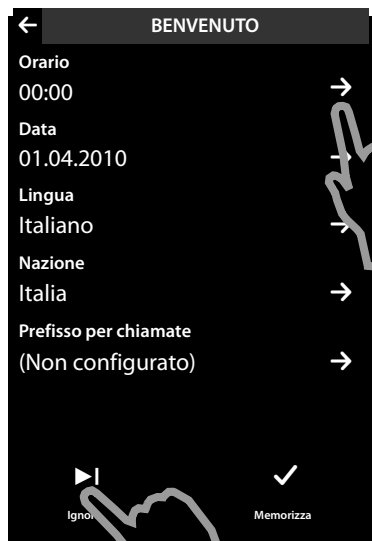 BENVENUTO
Orario
00:00
Data
01.04.2010
Lingua
Italiano
Nazione
Italia
Prefisso per chiamate
(Non configurato)
Memorizza